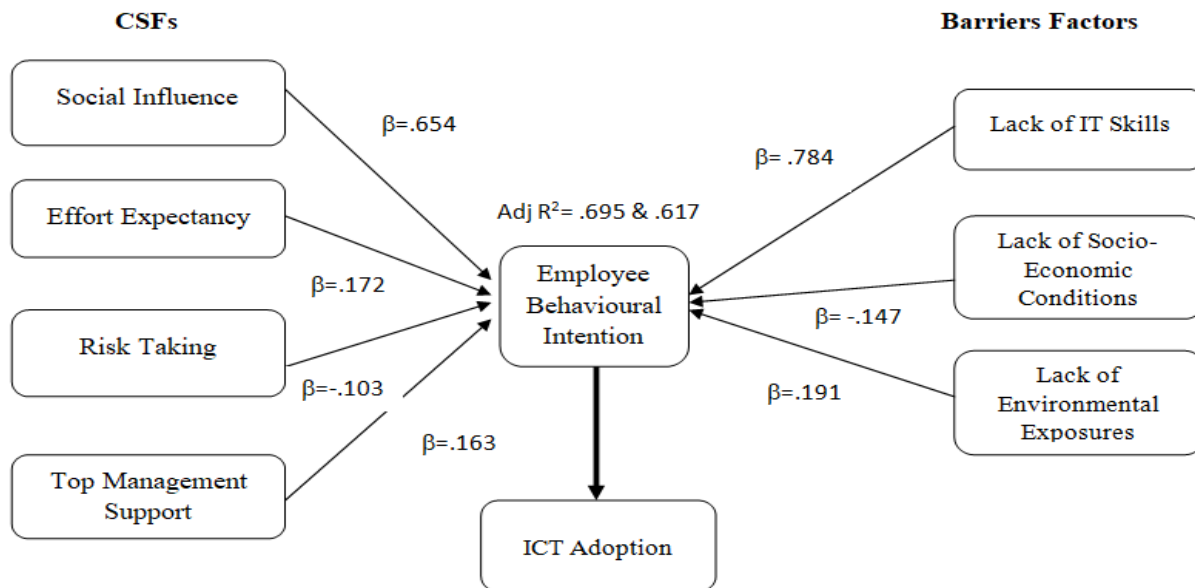 CSFs
Barriers Factors
Social Influence
β=.654
Lack of IT Skills
β= .784
Effort Expectancy
Adj R²= .695 & .617
Lack of Socio-
Economic
Conditions
β=.172
Employee
Behavioural
Intention
β= -.147
Risk Taking
β=-.103
β=.191
Lack of
Environmental
Exposures
β=.163
Top Management
Support
ICT Adoption